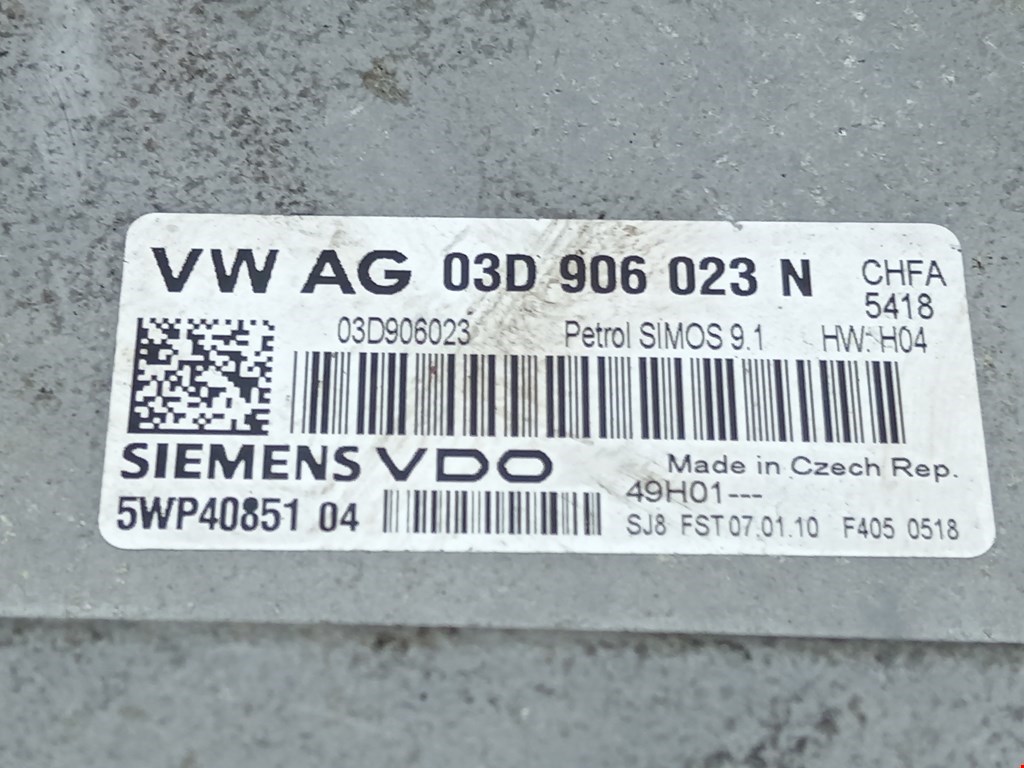 VW AG 03D 906 023 N CHFA
5418
03D906023 Petrol SIMOS 9.1 HW: H04
SIEMENS VDO Made in Czech Rep.
49H01---
5WP40851 04 SJ8 FST 07.01.10 F405 0518